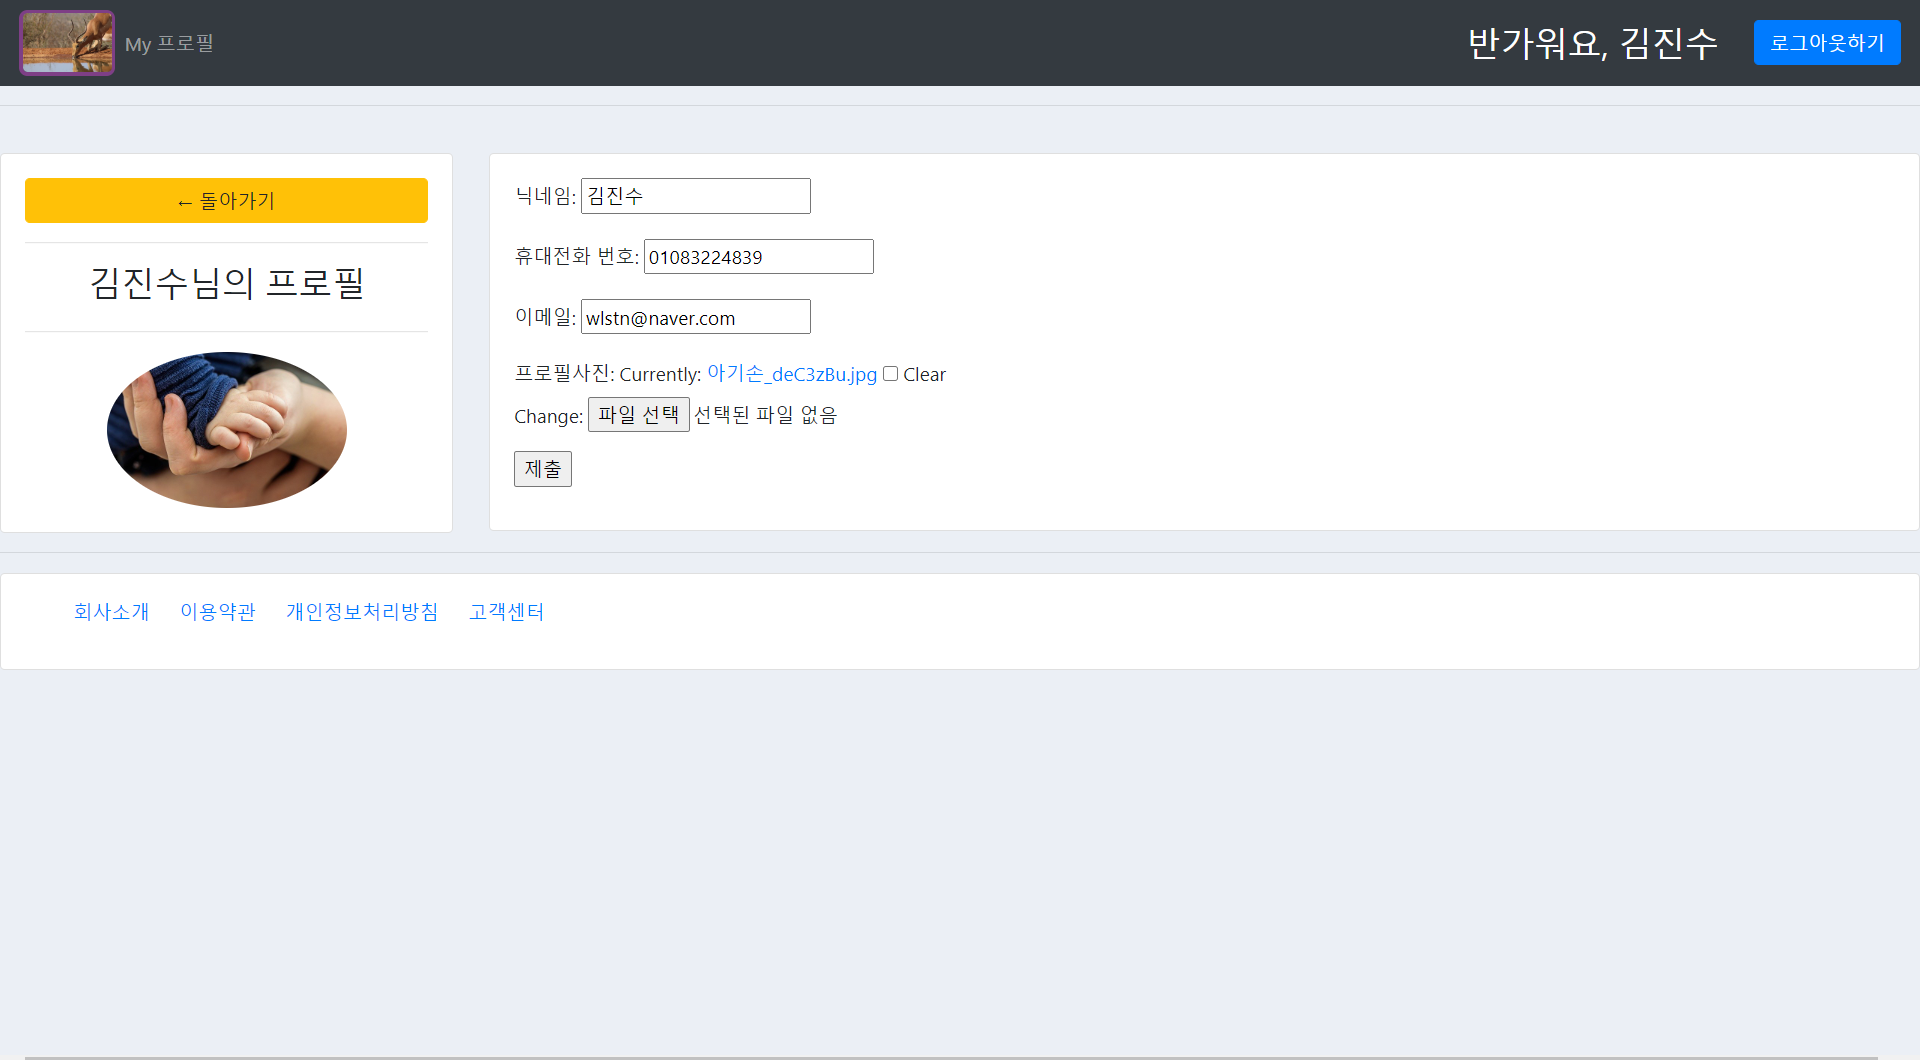 My 프로필
반가워요, 김진수
로그아웃하기
← 돌아가기
김진수님의 프로필
닉네임: 김진수
휴대전화 번호: 01083224839
이메일: wlstn@naver.com
프로필사진: Currently: 아기손_deC3zBu.jpg Clear
Change: 파일 선택 선택된 파일 없음
제출
회사소개 이용약관 개인정보처리방침 고객센터